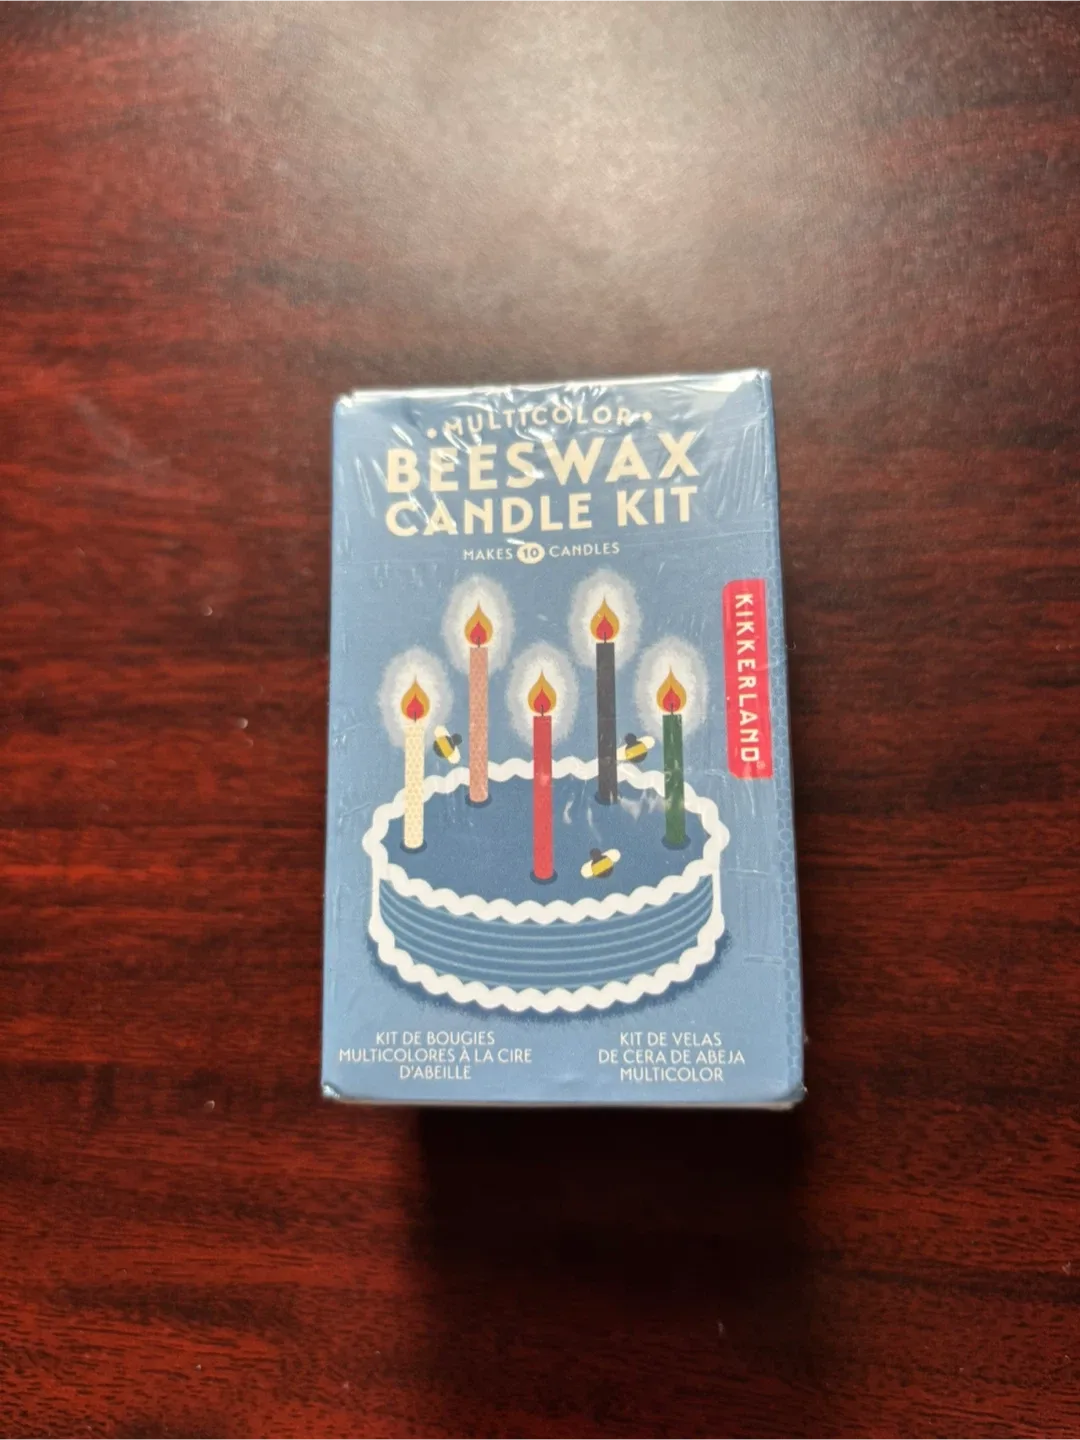 •MULTICOLOR•
BEESWAX
CANDLE KIT
MAKES 10 CANDLES
KIKKERLAND®
KIT DE BOUGIES
MULTICOLORES À LA CIRE
D'ABEILLE
KIT DE VELAS
DE CERA DE ABEJA
MULTICOLOR